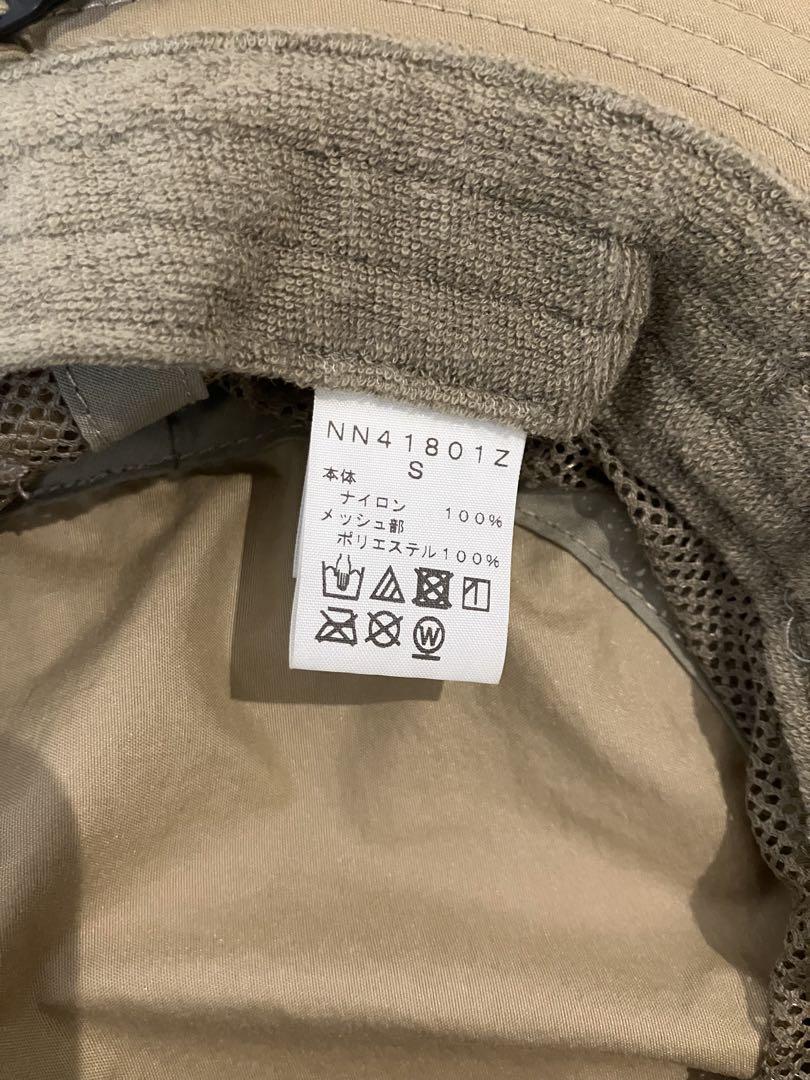 NN41801Z
S
本体
ナイロン 100%
メッシュ部
ポリエステル100%
W